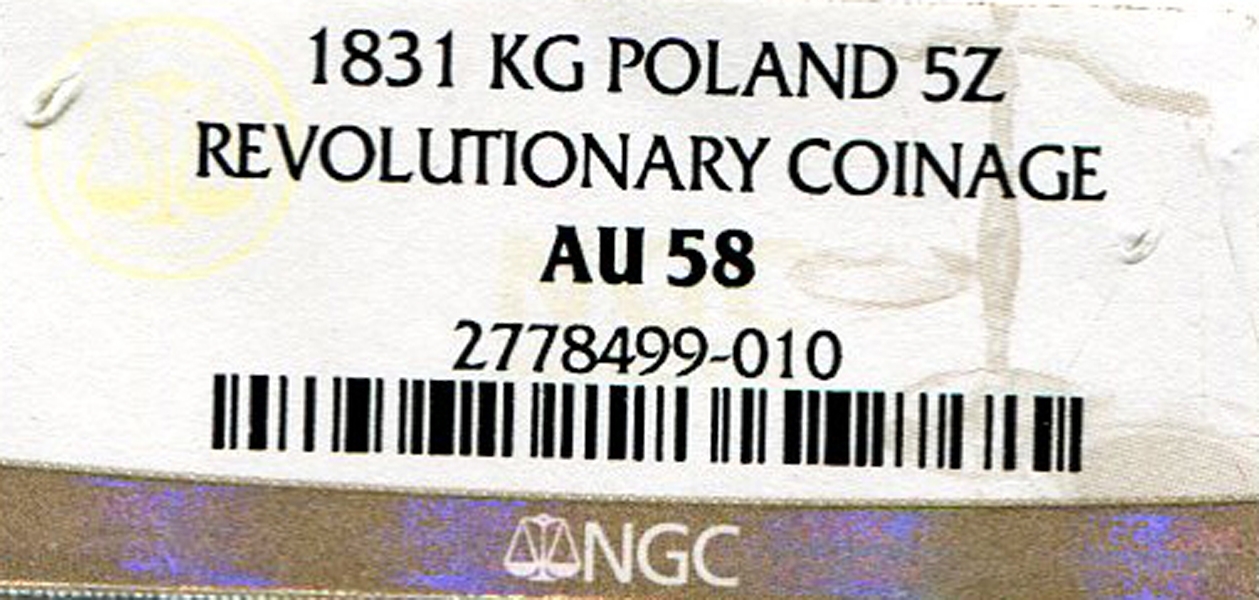 1831 KG POLAND 5Z
REVOLUTIONARY COINAGE
AU 58
2778499-010
NGC